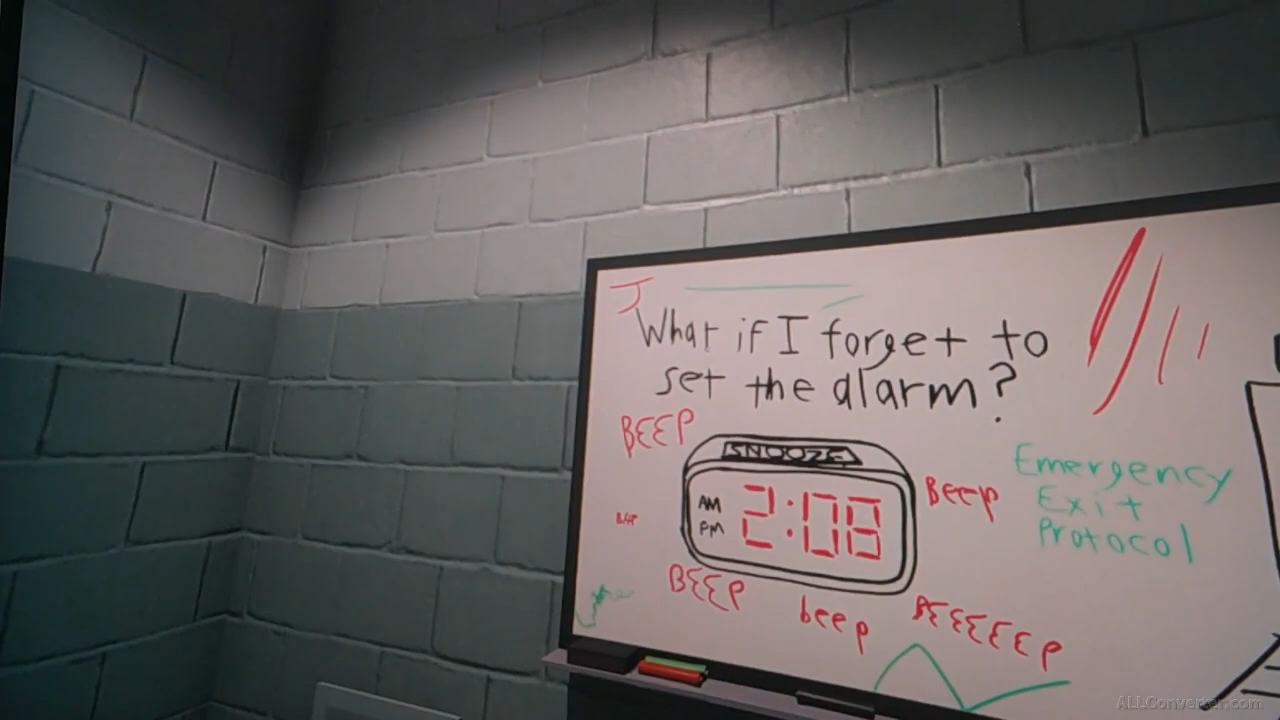 What if I forget to
set the alarm?
BEEP
SNOOZE
AM
PM
2:08
BEEP
Emergency
Exit
Protocol
BEEP
BEEP
beep
BEEEEEP
ALLConverter.com